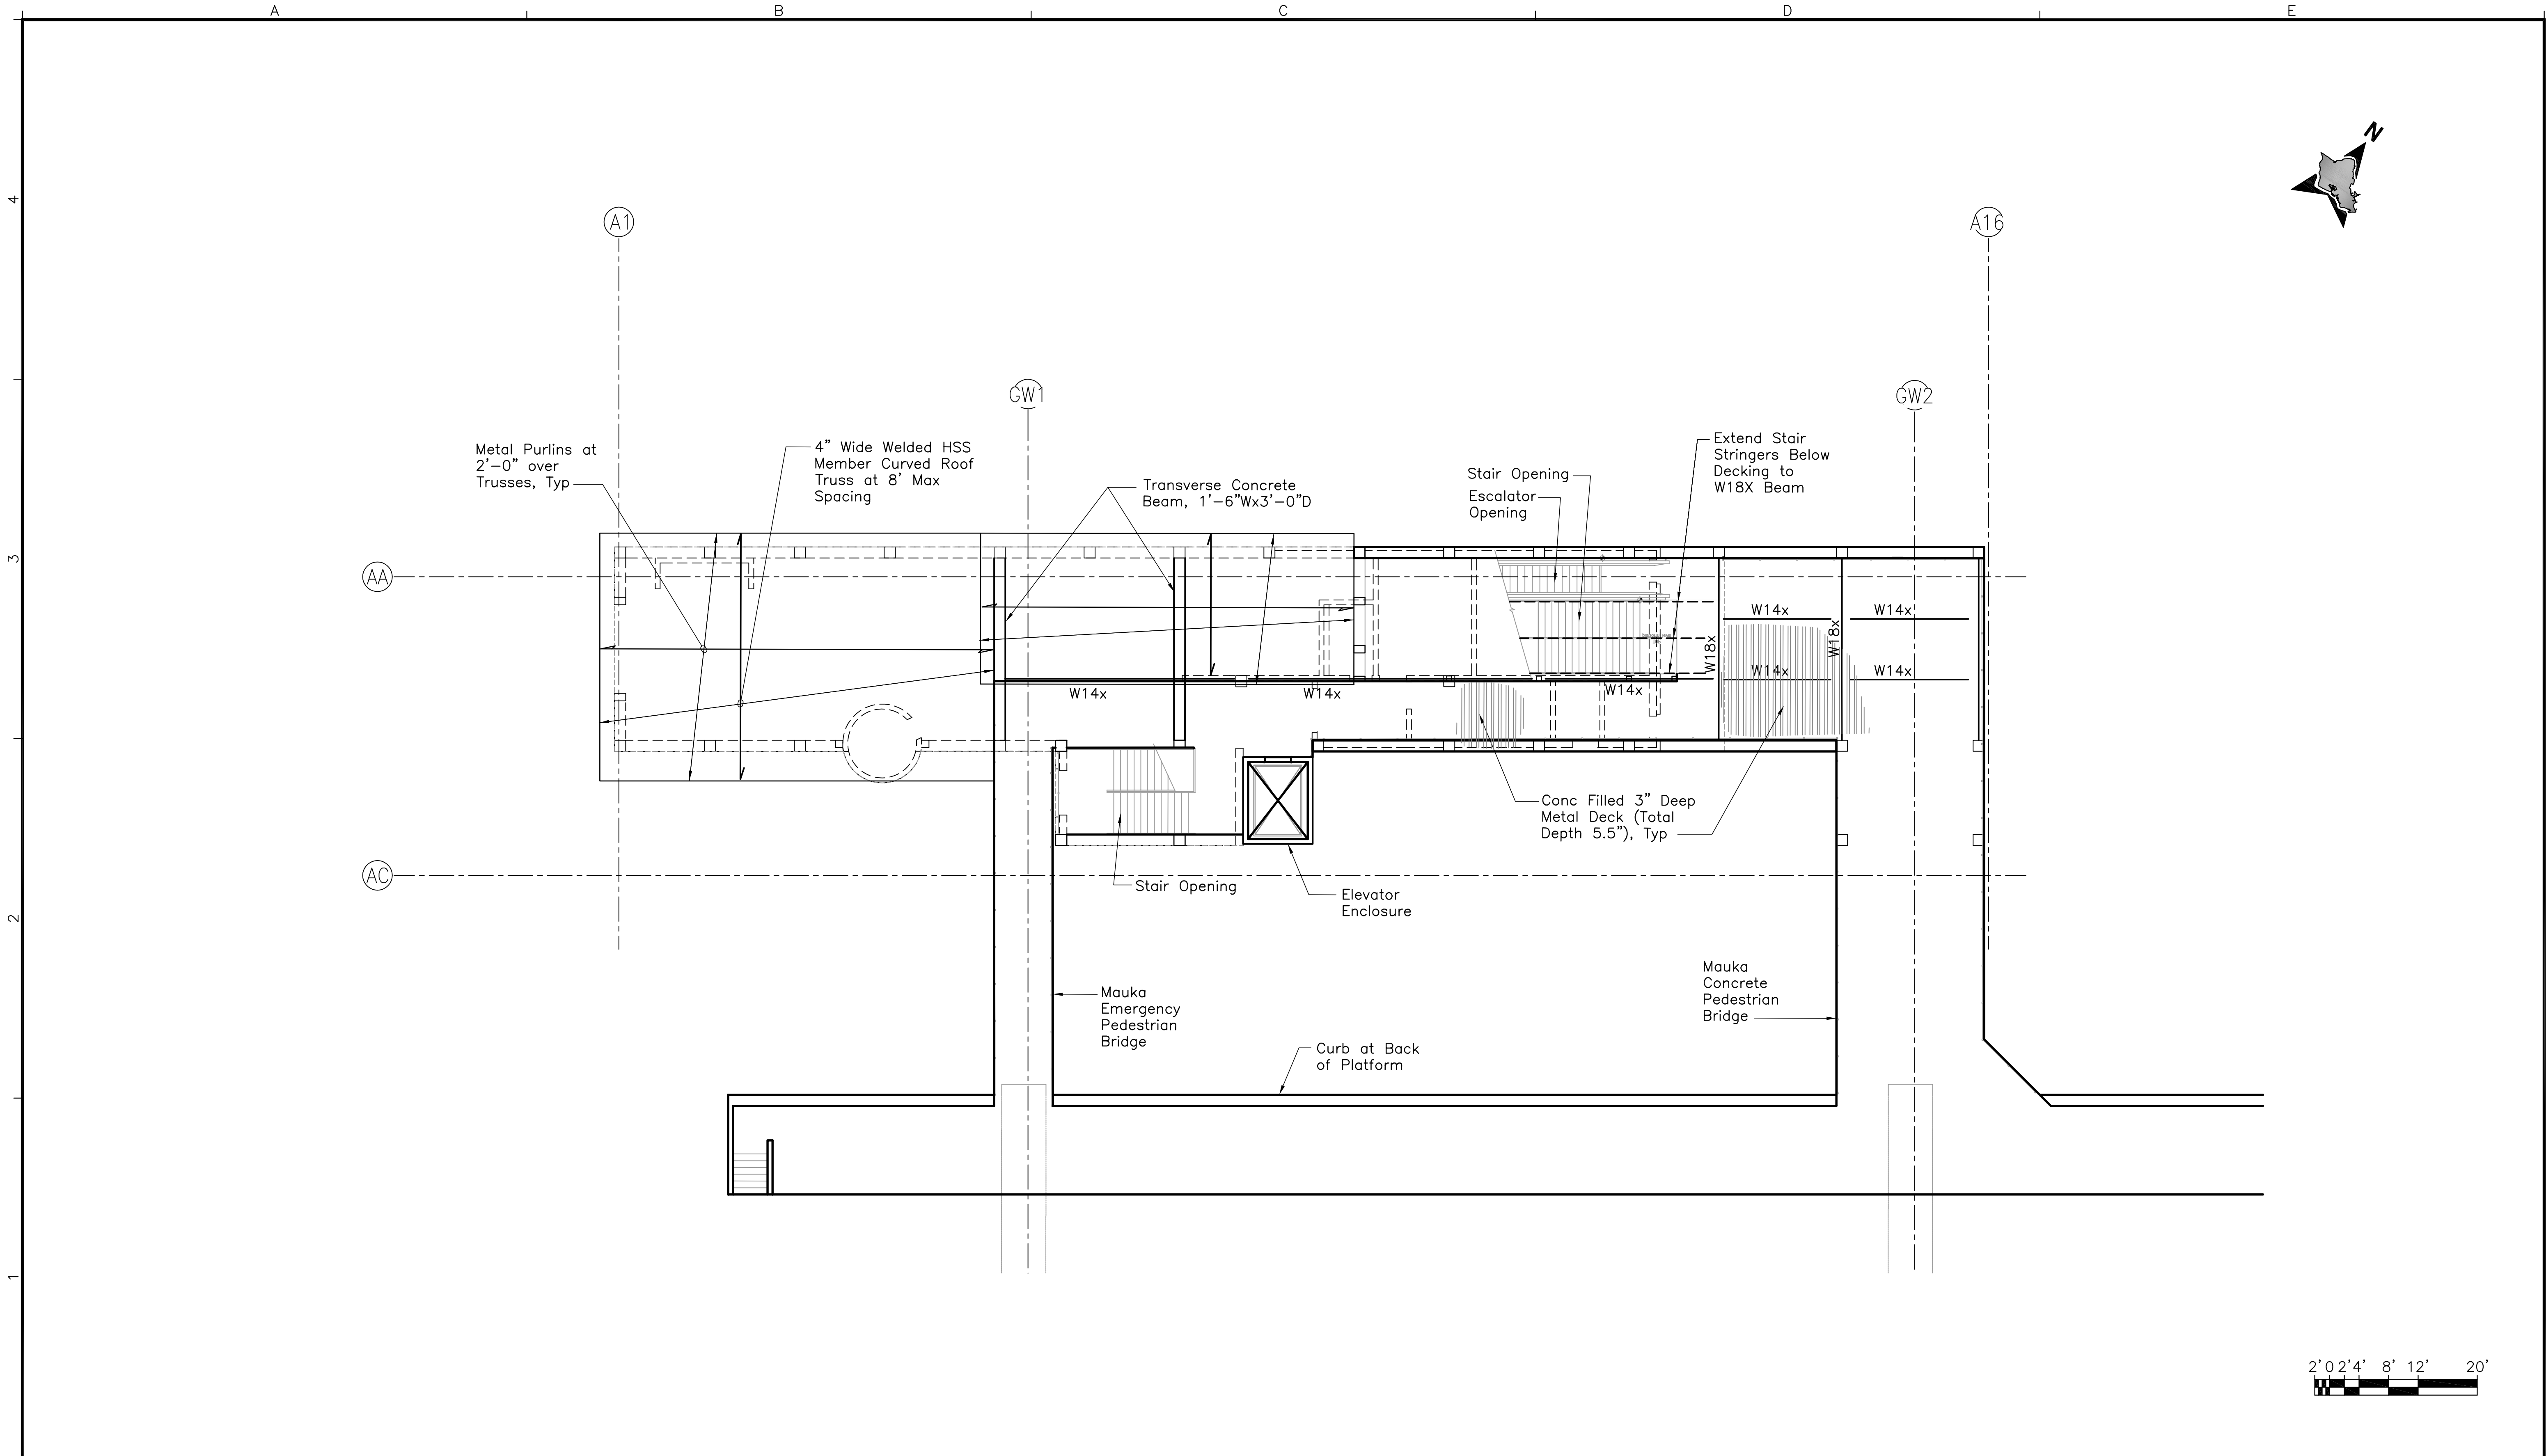 A
B
C
D
E
4
3
2
1
N
A1
A16
GW1
GW2
AA
AC
Metal Purlins at
2'-0" over
Trusses, Typ
4" Wide Welded HSS
Member Curved Roof
Truss at 8' Max
Spacing
Transverse Concrete
Beam, 1'-6"Wx3'-0"D
Stair Opening
Escalator
Opening
Extend Stair
Stringers Below
Decking to
W18X Beam
W14x
W14x
W18x
W18x
W14x
W14x
W14x
W14x
W14x
Conc Filled 3" Deep
Metal Deck (Total
Depth 5.5"), Typ
Stair Opening
Elevator
Enclosure
Mauka
Emergency
Pedestrian
Bridge
Mauka
Concrete
Pedestrian
Bridge
Curb at Back
of Platform
2' 0 2'4' 8' 12' 20'